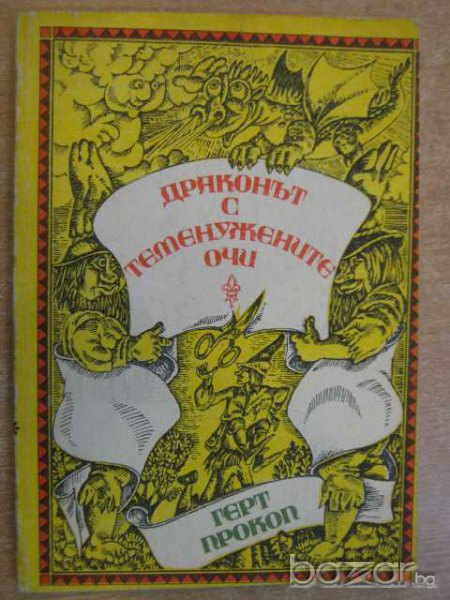 ДРАКОНЪТ
С
ТЕМЕНУЖЕНИТЕ
ОЧИ
ГЕРТ
ПРОКОП
bazar.bg